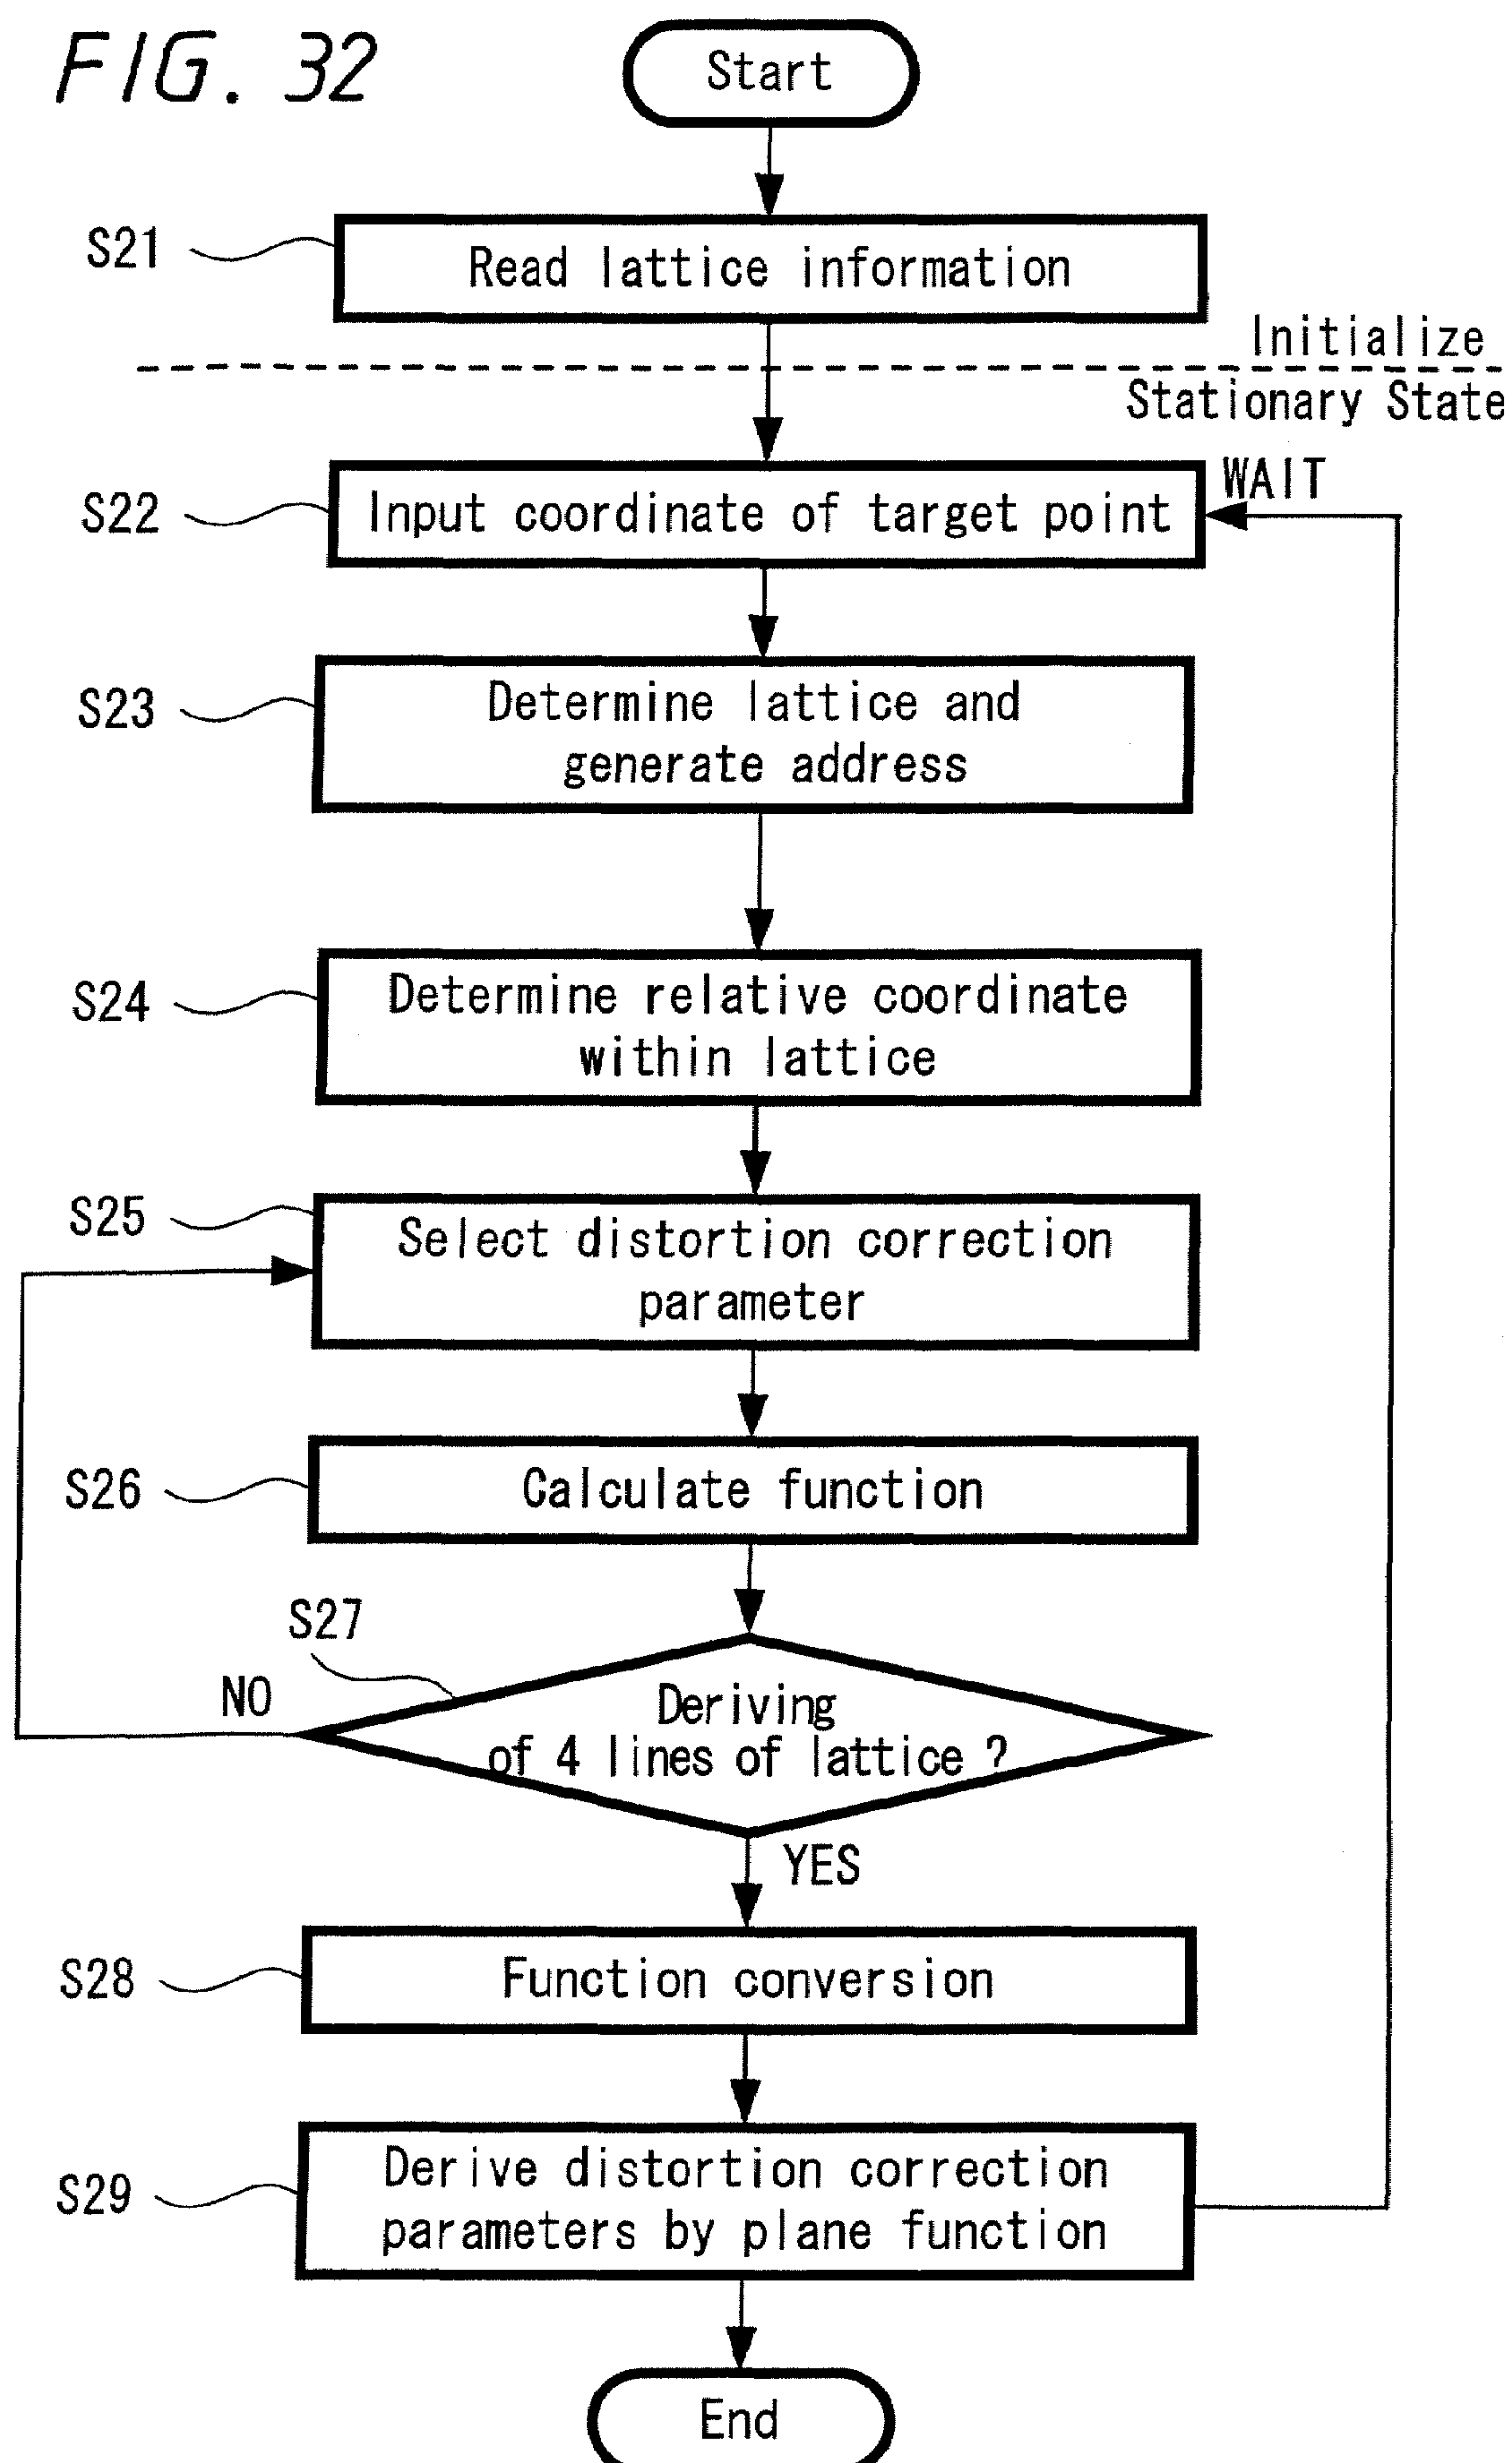 FIG. 32
Start
S21
Read lattice information
Initialize
Stationary State
WAIT
S22
Input coordinate of target point
S23
Determine lattice and
generate address
S24
Determine relative coordinate
within lattice
S25
Select distortion correction
parameter
S26
Calculate function
S27
NO
Deriving
of 4 lines of lattice ?
YES
S28
Function conversion
S29
Derive distortion correction
parameters by plane function
End